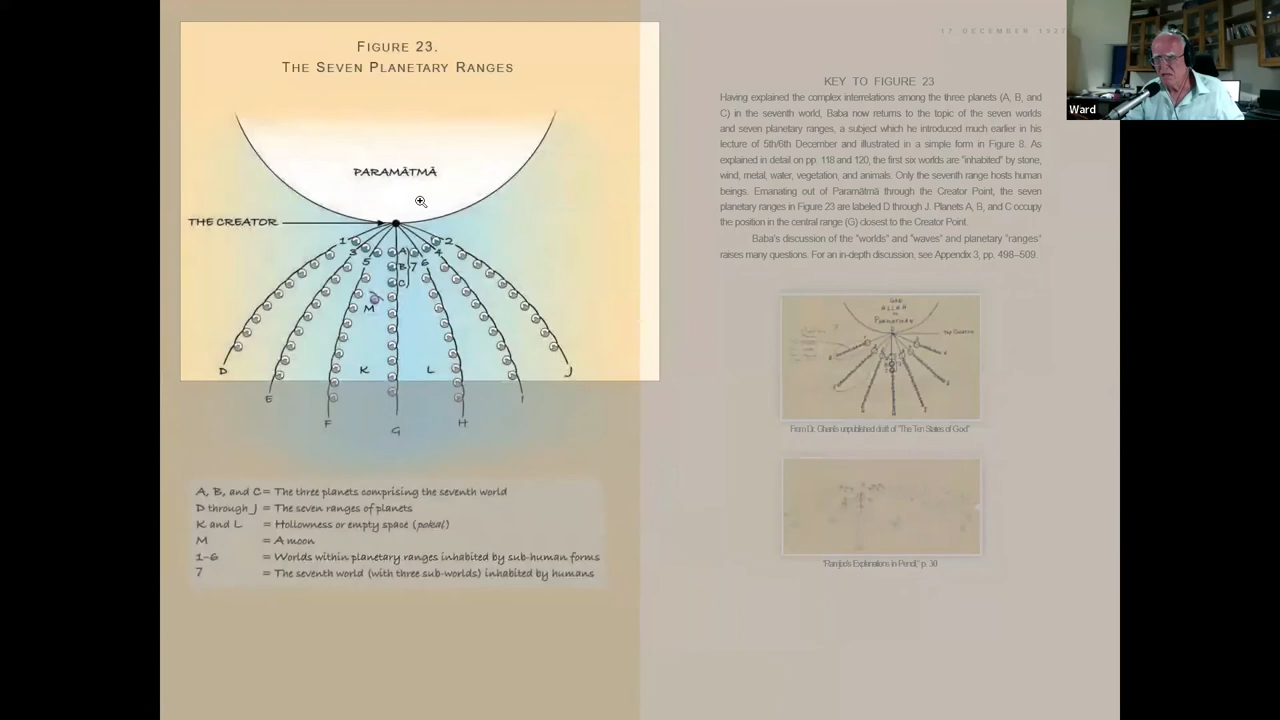 FIGURE 23.
THE SEVEN PLANETARY RANGES
PARAMĀTMĀ
THE CREATOR
1
2
3
A
4
5
B
7
6
C
M
D
K
L
J
E
I
F
G
H
A, B, and C = The three planets comprising the seventh world
D through J = The seven ranges of planets
K and L = Hollowness or empty space (pokal)
M = A moon
1–6 = Worlds within planetary ranges inhabited by sub-human forms
7 = The seventh world (with three sub-worlds) inhabited by humans
17 DECEMBER 1927
KEY TO FIGURE 23
Having explained the complex interrelations among the three planets (A, B, and
C) in the seventh world, Baba now returns to the topic of the seven worlds
and seven planetary ranges, a subject which he introduced much earlier in his
lecture of 5th/6th December and illustrated in a simple form in Figure 8. As
explained in detail on pp. 118 and 120, the first six worlds are "inhabited" by stone,
wind, metal, water, vegetation, and animals. Only the seventh range hosts human
beings. Emanating out of Paramātmā through the Creator Point, the seven
planetary ranges in Figure 23 are labeled D through J. Planets A, B, and C occupy
the position in the central range (G) closest to the Creator Point.
Baba's discussion of the "worlds" and "waves" and planetary "ranges"
raises many questions. For an in-depth discussion, see Appendix 3, pp. 498–509.
GOD
ALLAH
PARAMATMAN
THE CREATOR
From Dr. Ghani's unpublished draft of "The Ten States of God"
"Ramjoo's Explanations in Pencil," p. 30
Ward